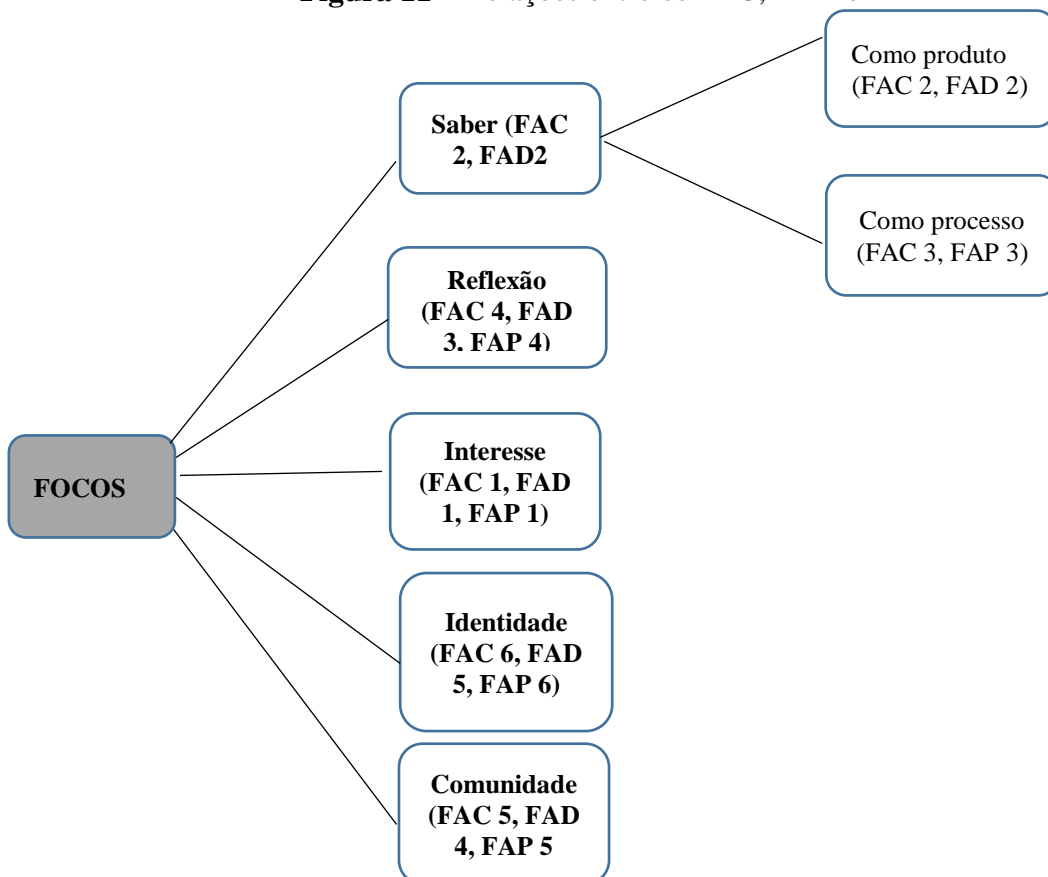 Como produto
(FAC 2, FAD 2)
Saber (FAC
2, FAD2
Como processo
(FAC 3, FAP 3)
Reflexão
(FAC 4, FAD
3, FAP 4)
Interesse
(FAC 1, FAD
1, FAP 1)
FOCOS
Identidade
(FAC 6, FAD
5, FAP 6)
Comunidade
(FAC 5, FAD
4, FAP 5